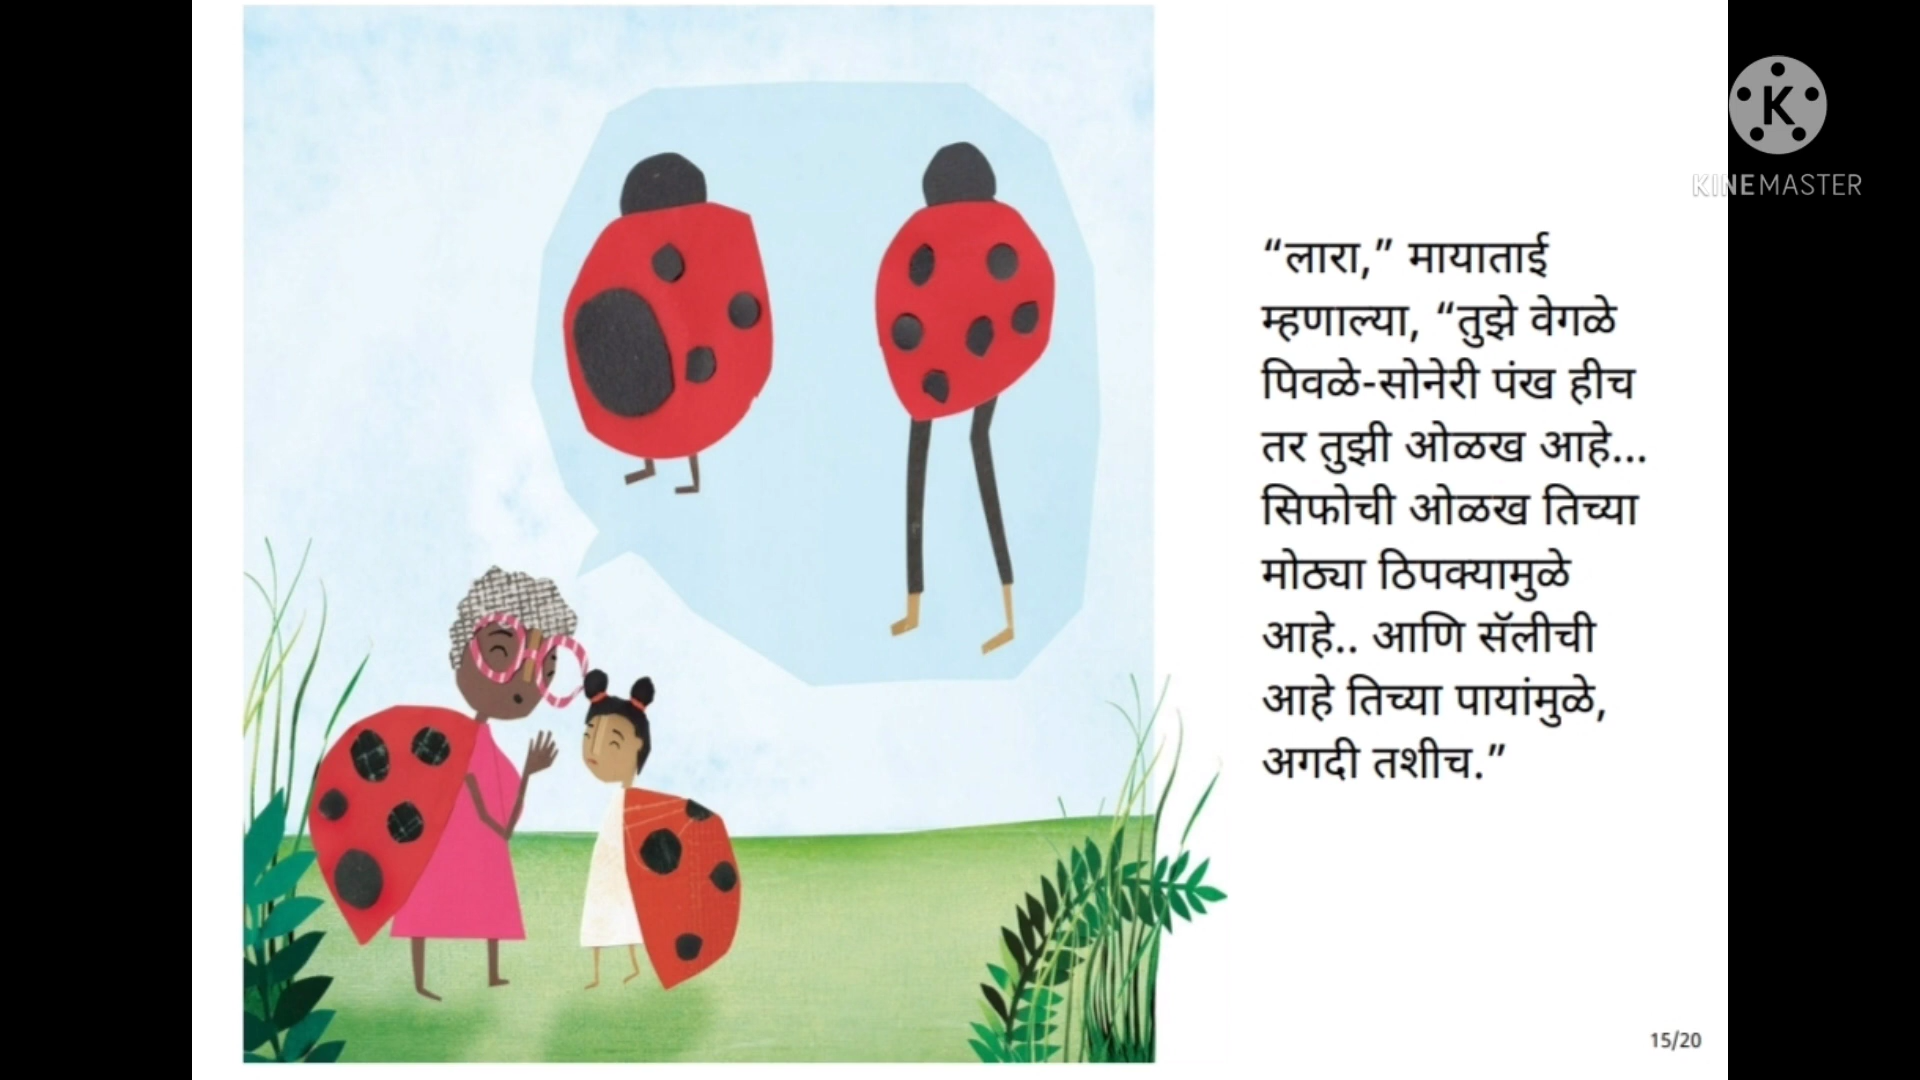 “लारा,” मायाताई
म्हणाल्या, “तुझे वेगळे
पिवळे-सोनेरी पंख हीच
तर तुझी ओळख आहे...
सिफोची ओळख तिच्या
मोठ्या ठिपक्यामुळे
आहे.. आणि सॅलीची
आहे तिच्या पायांमुळे,
अगदी तशीच.”
15/20
K
KINEMASTER